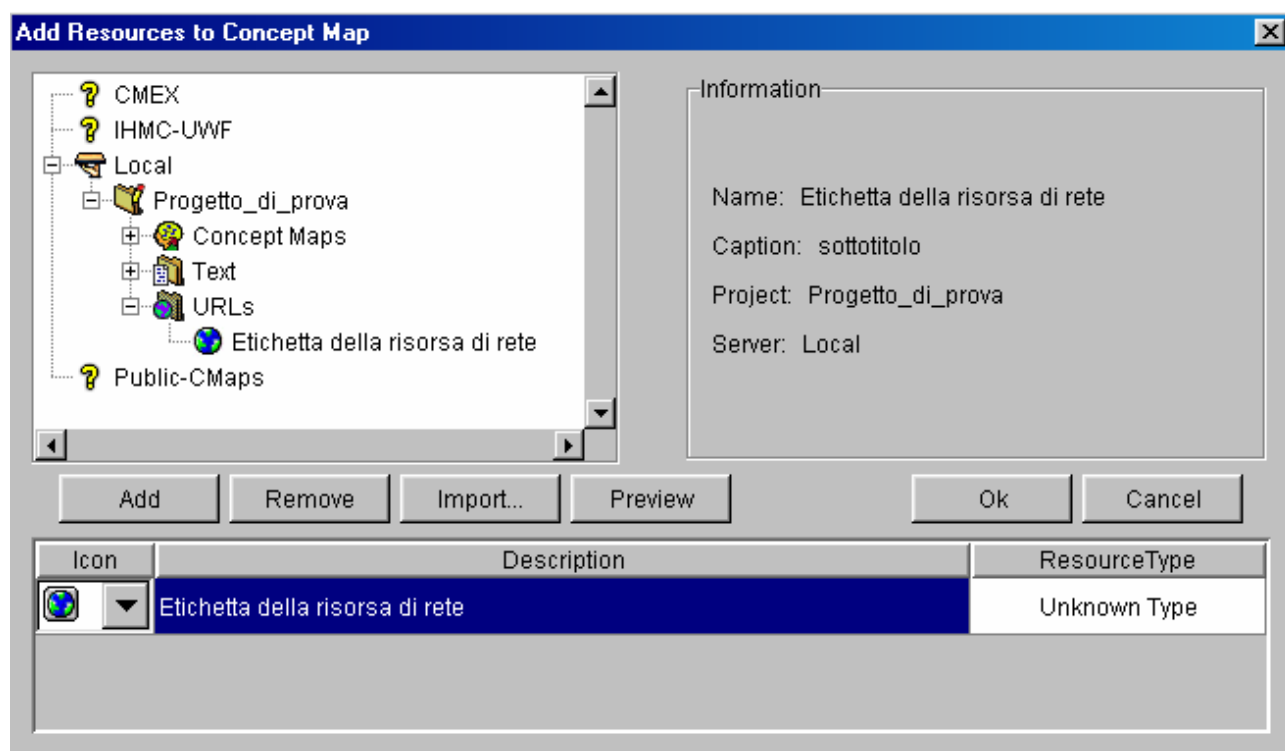 Add Resources to Concept Map
CMEX
IHMC-UWF
Local
Progetto_di_prova
Concept Maps
Text
URLs
Etichetta della risorsa di rete
Public-CMaps
Information
Name: Etichetta della risorsa di rete
Caption: sottotitolo
Project: Progetto_di_prova
Server: Local
Add Remove Import... Preview Ok Cancel
Icon Description ResourceType
Etichetta della risorsa di rete Unknown Type